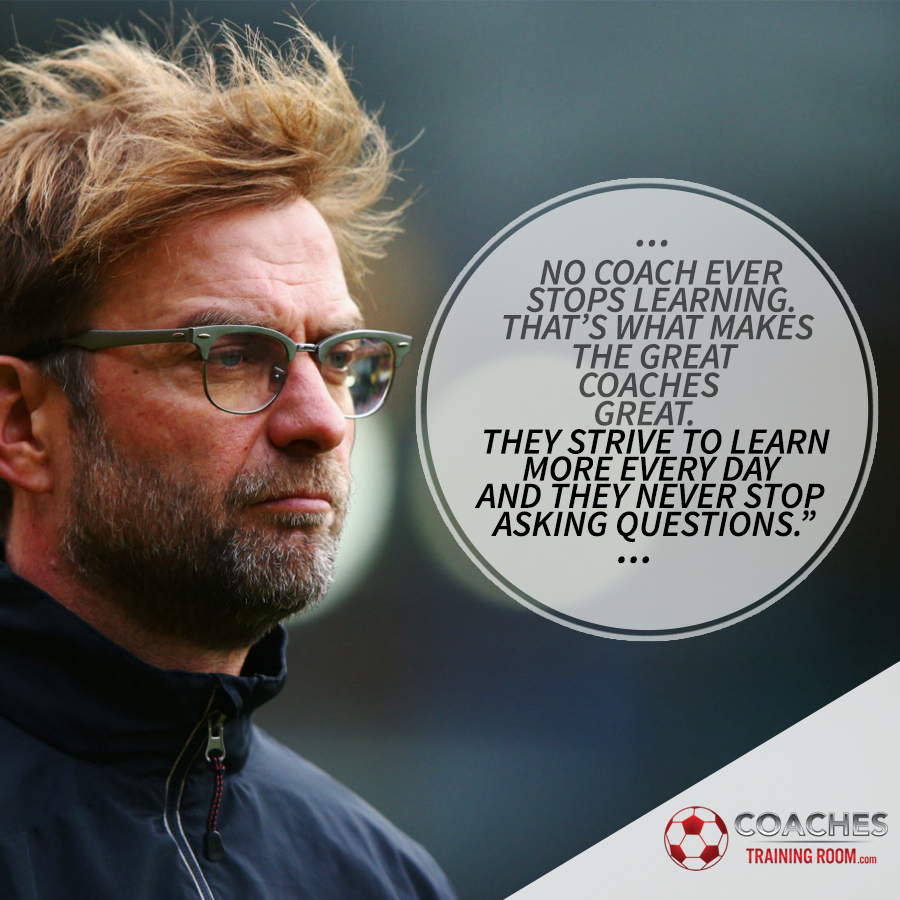 ...
NO COACH EVER
STOPS LEARNING.
THAT'S WHAT MAKES
THE GREAT
COACHES
GREAT.
THEY STRIVE TO LEARN
MORE EVERY DAY
AND THEY NEVER STOP
ASKING QUESTIONS.”
...
COACHES
TRAINING ROOM.com